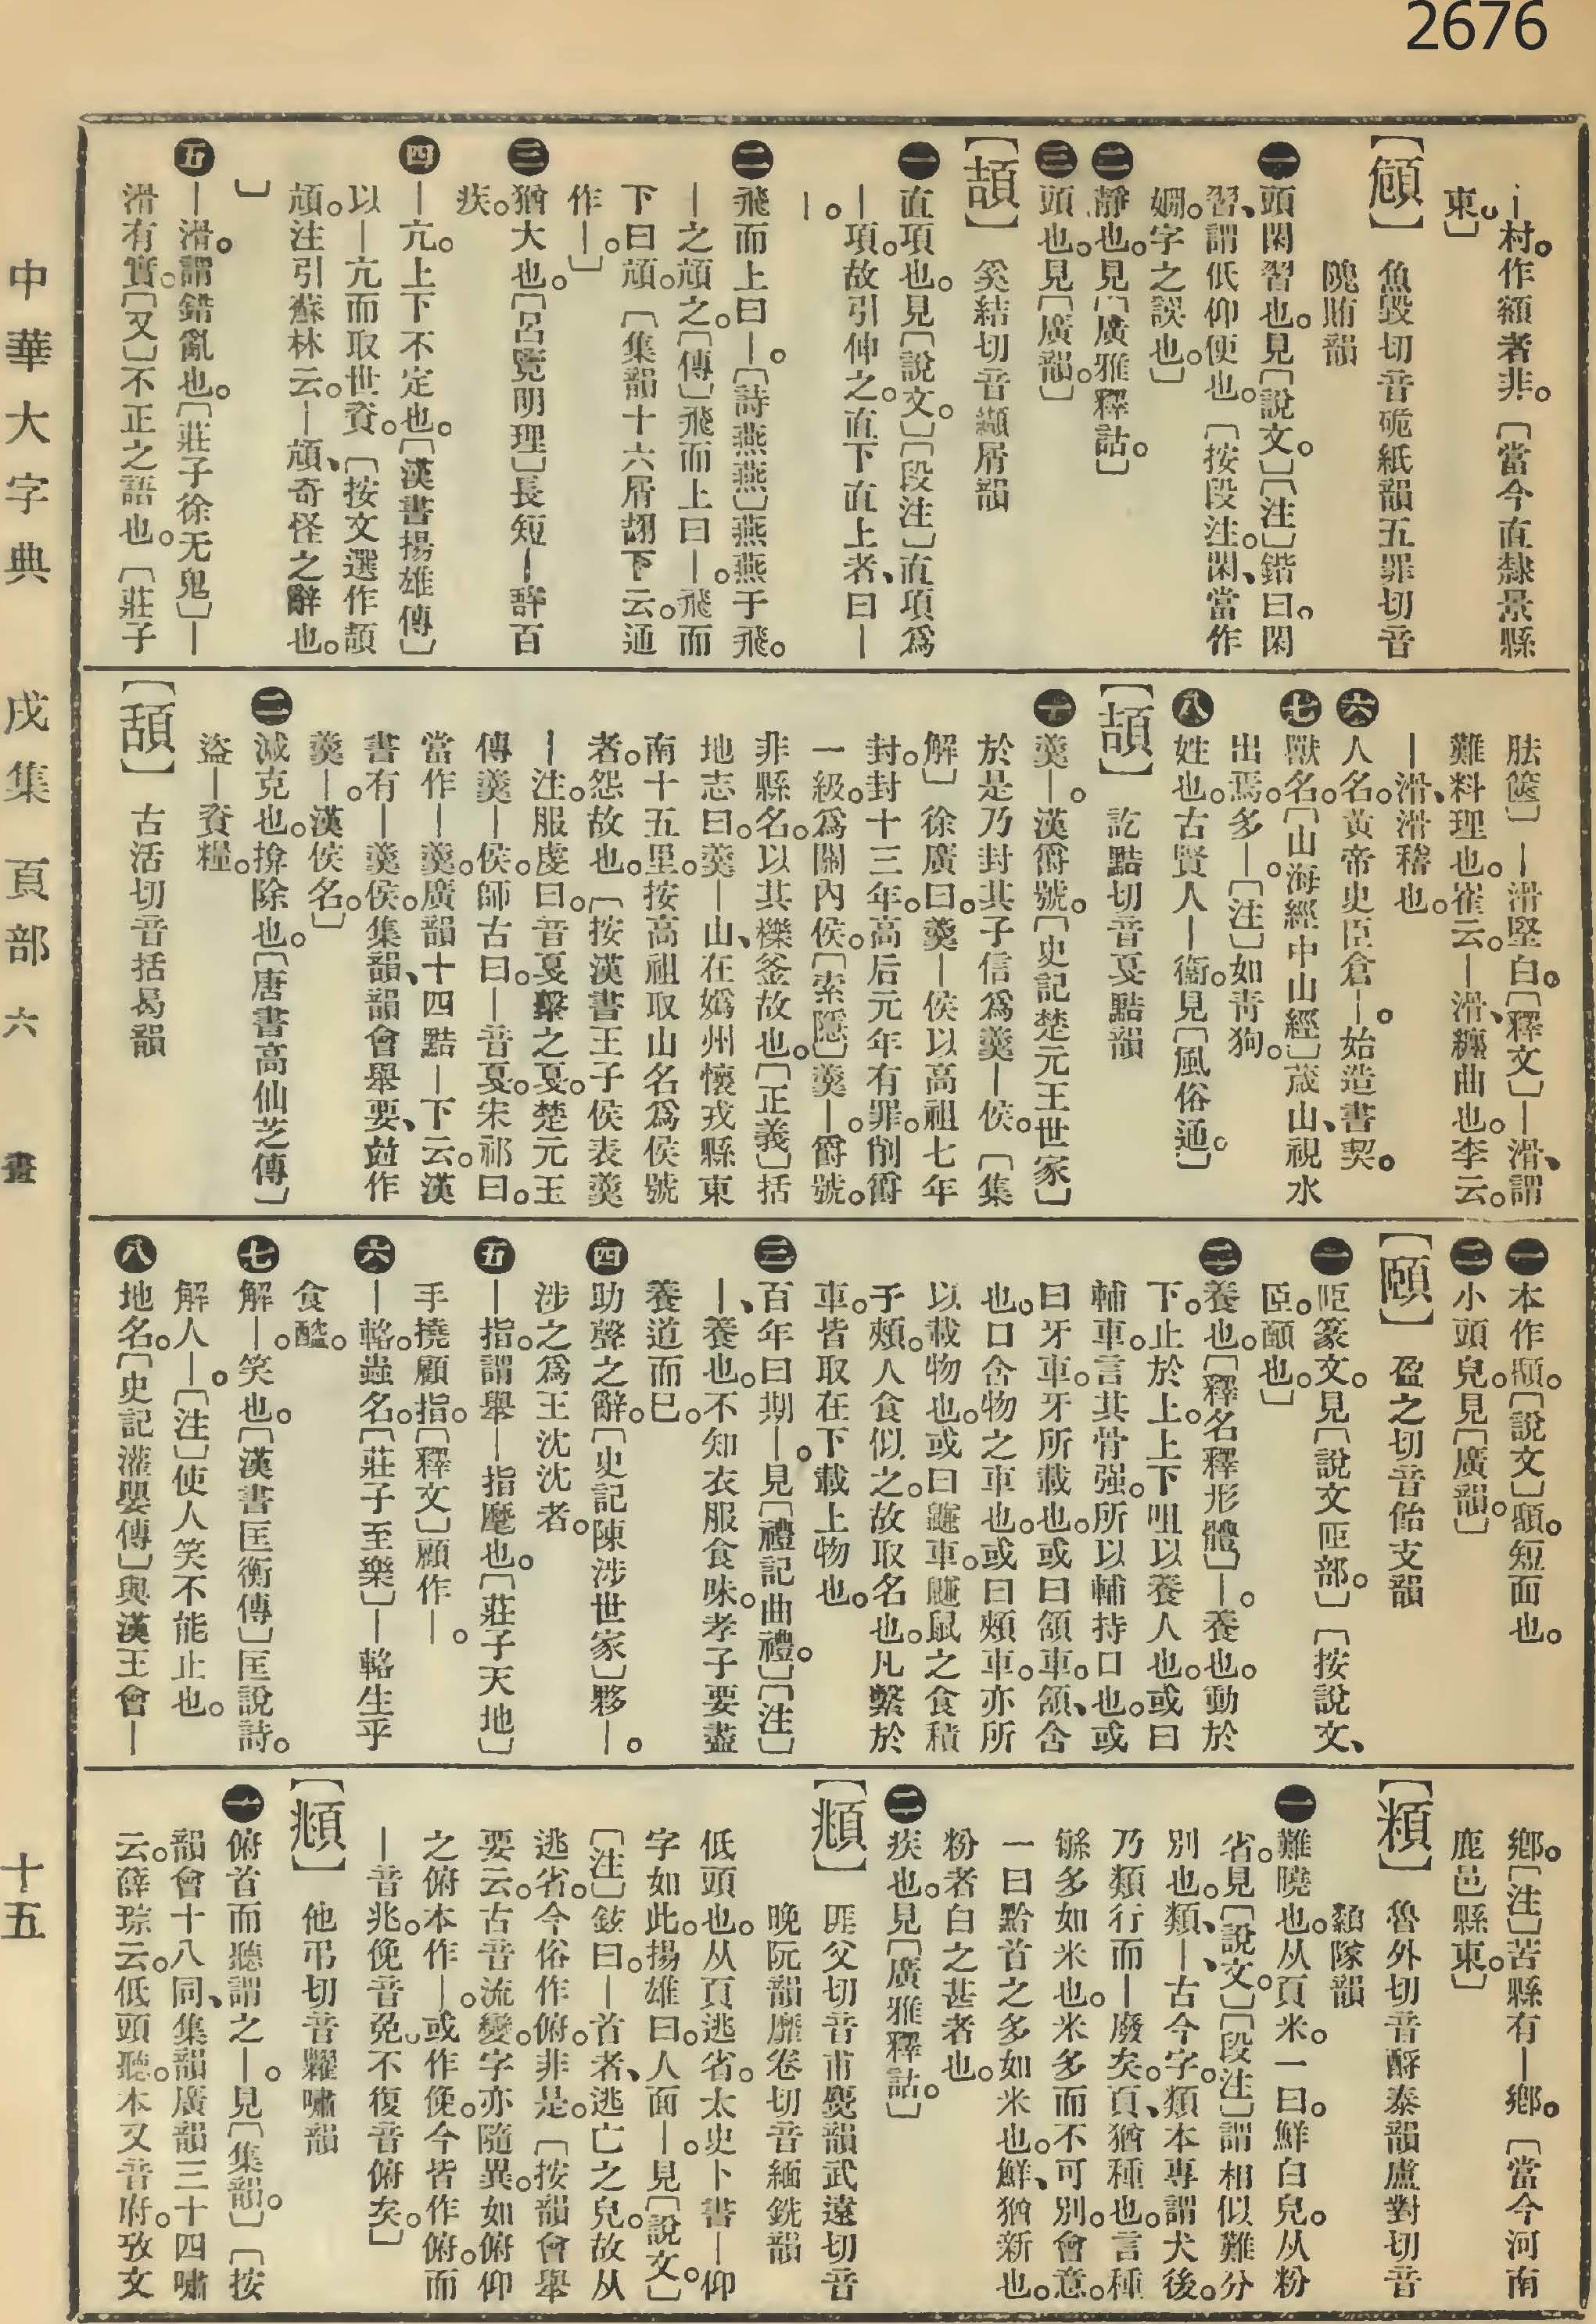 2676
｜村。作額者非。〔當今直隸景縣
東。〕
【頠】　魚毀切音硊紙韻五罪切音
隗賄韻
㊀頭閑習也。見〔說文。〕〔注〕鍇曰。閑
習、謂低仰便也。〔按段注。閑、當作
嫺。字之誤也。〕
㊁靜也。見〔廣雅釋詁。〕
㊂頭也。見〔廣韻。〕
【頡】　奚結切音纈屑韻
㊀直項也。見〔說文。〕〔段注〕直項爲
｜項。故引伸之。直下直上者、曰｜
｜。
㊁飛而上曰｜。〔詩燕燕〕燕燕于飛。
｜之頏之。〔傳〕飛而上曰｜。飛而
下曰頏。〔集韻十六屑翓下云。通
作｜。〕
㊂猶大也。〔呂覽明理〕長短｜䛒百
疾。
㊃｜亢。上下不定也。〔漢書揚雄傳〕
以｜亢而取世資。〔按文選作頡
頏。注引蘇林云。｜頏、奇怪之辭也。
〕
㊄｜滑。謂錯亂也。〔莊子徐无鬼〕｜
滑有實。〔又〕不正之語也。〔莊子
胠篋〕｜滑堅白。〔釋文〕｜滑、謂
難料理也。崔云。｜滑、纏曲也。李云。
｜滑、滑稽也。
㊅人名。黃帝史臣倉｜。始造書契。
㊆獸名。〔山海經中山經〕葴山、視水
出焉。多｜。〔注〕如青狗。
㊇姓也。古賢人｜衞。見〔風俗通。〕
【頡】　訖黠切音戛黠韻
㊀羹｜。漢爵號。〔史記楚元王世家〕
於是乃封其子信爲羹｜侯。〔集
解〕徐廣曰。羹｜侯以高祖七年
封。封十三年。高后元年有罪。削爵
一級。爲關內侯。〔索隱〕羹｜。爵號。
非縣名。以其櫟釜故也。〔正義〕括
地志曰。羹｜山、在嬀州懷戎縣東
南十五里。按高祖取山名爲侯號
者。怨故也。〔按漢書王子侯表羹
｜注。服虔曰。音戛擊之戛。楚元王
傳羹｜侯。師古曰。｜音戛。宋祁曰。
當作｜羹。廣韻十四黠｜下、云。漢
書有｜羹侯。集韻、韻會舉要、竝作
羹｜。漢侯名。〕
㊁減克也。揜除也。〔唐書高仙芝傳〕
盜｜資糧。
【頢】　古活切音括曷韻
㊀本作𩓥。〔說文〕𩓥。短面也。
㊁小頭皃。見〔廣韻。〕
【頤】　盈之切音飴支韻
㊀𦣝篆文。見〔說文𦣝部。〕〔按說文、
𦣝。顄也。〕
㊁養也。〔釋名釋形體〕｜。養也。動於
下。止於上。上下咀以養人也。或曰
輔車。言其骨强。所以輔持口也。或
曰牙車。牙所載也。或曰頷車。頷、含
也。口含物之車也。或曰頰車。亦所
以載物也。或曰鼸車。鼸鼠之食積
於頰。人食似之。故取名也。凡繫於
車。皆取在下載上物也。
㊂百年曰期｜。見〔禮記曲禮。〕〔注〕
｜、養也。不知衣服食味。孝子要盡
養道而已。
㊃助聲之辭。〔史記陳涉世家〕夥｜。
涉之爲王沈沈者。
㊄｜指。謂舉｜指麾也。〔莊子天地〕
手撓顧指。〔釋文〕顧作｜。
㊅｜輅。蟲名。〔莊子至樂〕｜輅生乎
食醯。
㊆解｜。笑也。〔漢書匡衡傳〕匡說詩。
解人｜。〔注〕使人笑不能止也。
㊇地名。〔史記灌嬰傳〕與漢王會｜
鄉。〔注〕苦縣有｜鄉。〔當今河南
鹿邑縣東。〕
【䫂】　魯外切音酹泰韻盧對切音
纇隊韻
㊀難曉也。从頁米。一曰。鮮白皃。从粉
省。見〔說文。〕〔段注〕謂相似難分
別也。類、｜、古今字。類本專謂犬。後
乃類行而｜廢矣。頁、猶種也。言種
緐多如米也。米多而不可別。會意。
一曰黔首之多如米也。鮮、猶新也。
粉者白之甚者也。
㊁疾也。見〔廣雅釋詁。〕
【頫】　匪父切音甫麌韻武遠切音
晚阮韻靡卷切音緬銑韻
低頭也。从頁逃省。太史卜書｜仰
字如此。揚雄曰。人面｜。見〔說文。〕
〔注〕鉉曰。｜首者、逃亡之皃。故从
逃省。今俗作俯。非是。〔按韻會舉
要云。古音流變。字亦隨異。如俯仰
之俯本作｜。或作俛。今皆作俯。而
｜音兆。俛音免。不復音俯矣。〕
【頫】　他弔切音糶嘯韻
㊀俯首而聽謂之｜。見〔集韻。〕〔按
韻會十八同、集韻廣韻三十四嘯
云。薛琮云。低頭聽。本又音府。攷文
中華大字典　戌集　頁部　六畫　十五